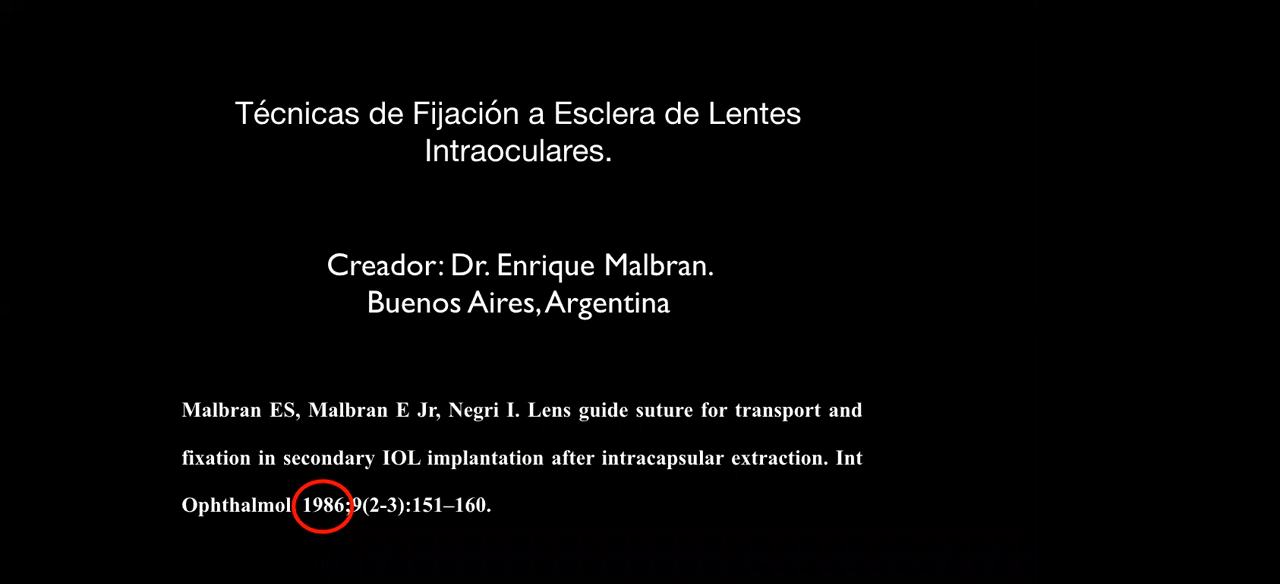 Técnicas de Fijación a Esclera de Lentes
Intraoculares.
Creador: Dr. Enrique Malbran.
Buenos Aires, Argentina
Malbran ES, Malbran E Jr, Negri I. Lens guide suture for transport and
fixation in secondary IOL implantation after intracapsular extraction. Int
Ophthalmol 1986;9(2-3):151–160.